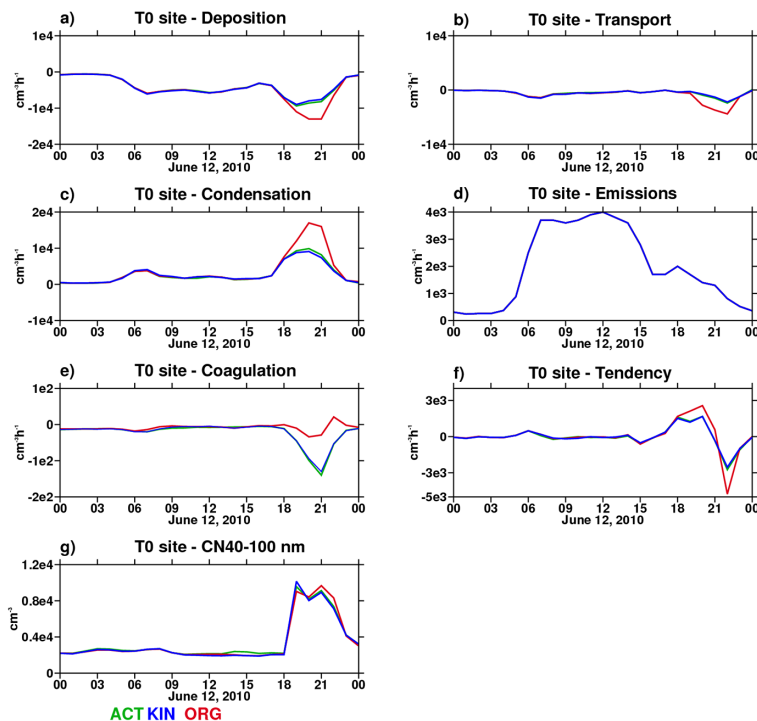 a) T0 site - Deposition
1e4
0
-1e4
-2e4
cm⁻³h⁻¹
00 03 06 09 12 15 18 21 00
June 12, 2010
b) T0 site - Transport
1e4
0
-1e4
cm⁻³h⁻¹
00 03 06 09 12 15 18 21 00
June 12, 2010
c) T0 site - Condensation
2e4
1e4
0
-1e4
cm⁻³h⁻¹
00 03 06 09 12 15 18 21 00
June 12, 2010
d) T0 site - Emissions
4e3
3e3
2e3
1e3
0
cm⁻³h⁻¹
00 03 06 09 12 15 18 21 00
June 12, 2010
e) T0 site - Coagulation
1e2
0
-1e2
-2e2
cm⁻³h⁻¹
00 03 06 09 12 15 18 21 00
June 12, 2010
f) T0 site - Tendency
3e3
0
-3e3
-5e3
cm⁻³h⁻¹
00 03 06 09 12 15 18 21 00
June 12, 2010
g) T0 site - CN40-100 nm
1.2e4
0.8e4
0.4e4
0
cm⁻³
00 03 06 09 12 15 18 21 00
June 12, 2010
ACT KIN ORG